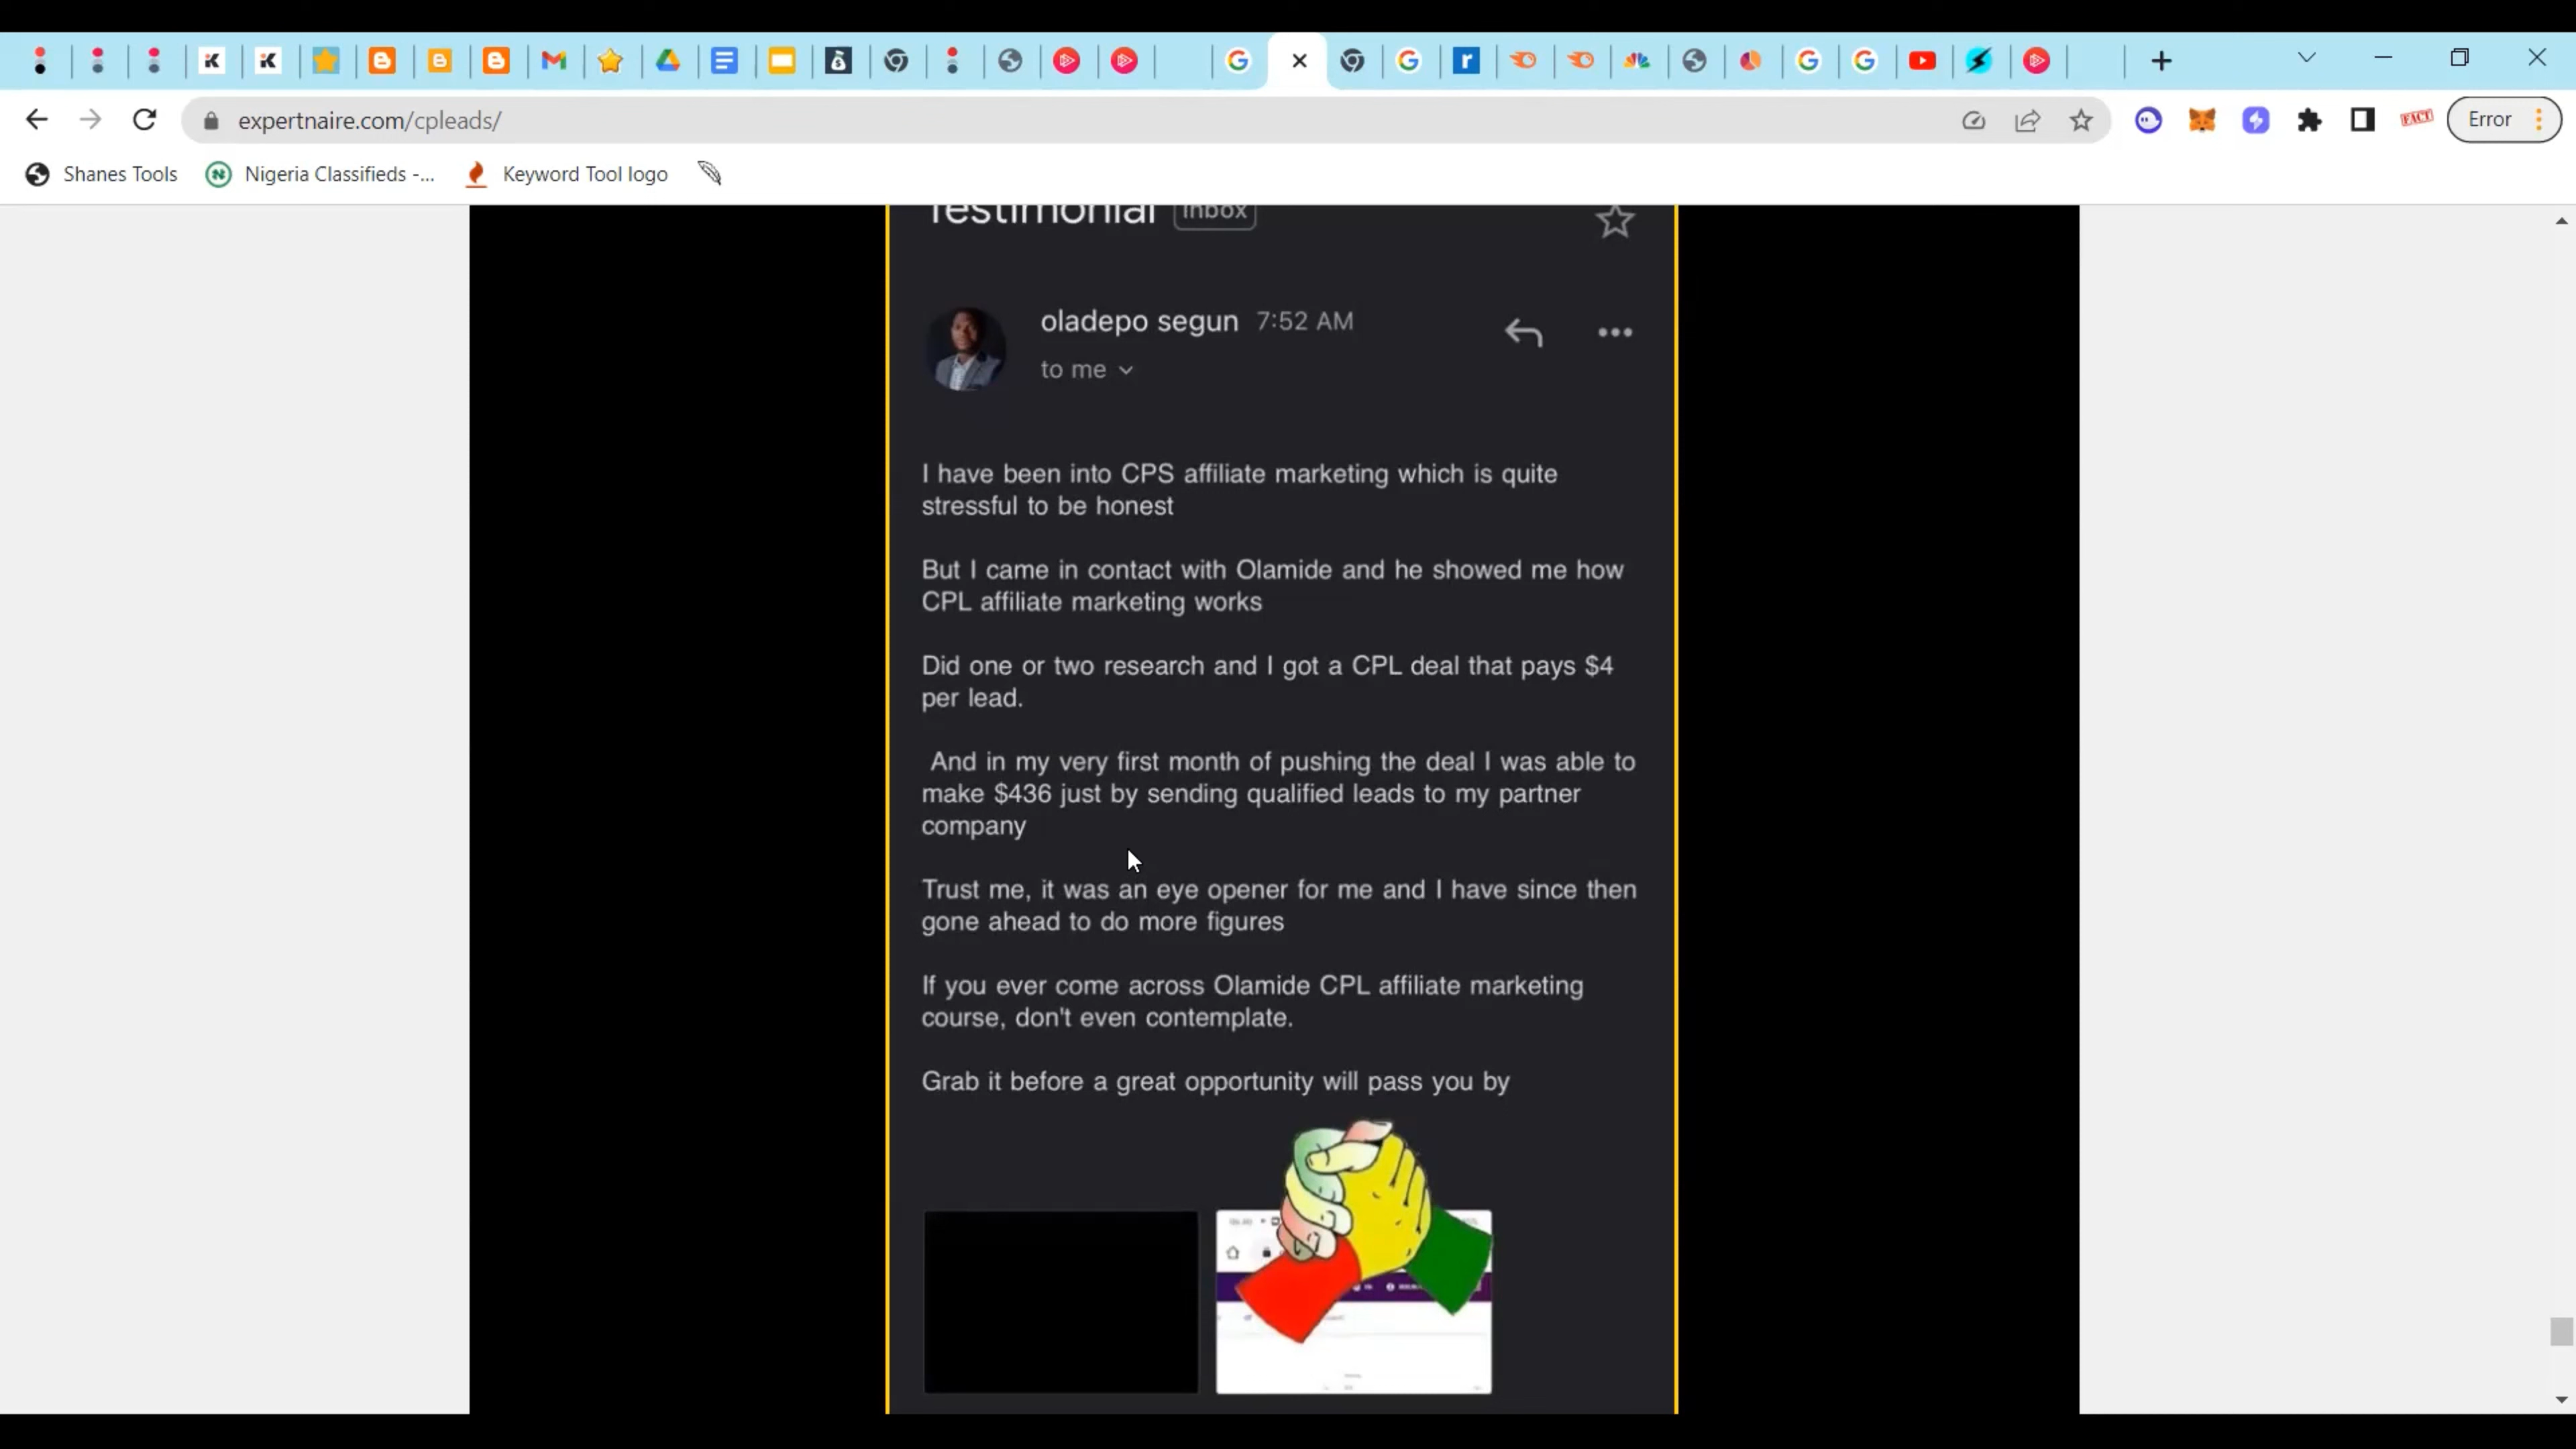 expertnaire.com/cpleads/
FACT
Error
Shanes Tools
Nigeria Classifieds -...
Keyword Tool logo
Testimonial
Inbox
oladepo segun 7:52 AM
to me
I have been into CPS affiliate marketing which is quite
stressful to be honest
But I came in contact with Olamide and he showed me how
CPL affiliate marketing works
Did one or two research and I got a CPL deal that pays $4
per lead.
And in my very first month of pushing the deal I was able to
make $436 just by sending qualified leads to my partner
company
Trust me, it was an eye opener for me and I have since then
gone ahead to do more figures
If you ever come across Olamide CPL affiliate marketing
course, don't even contemplate.
Grab it before a great opportunity will pass you by